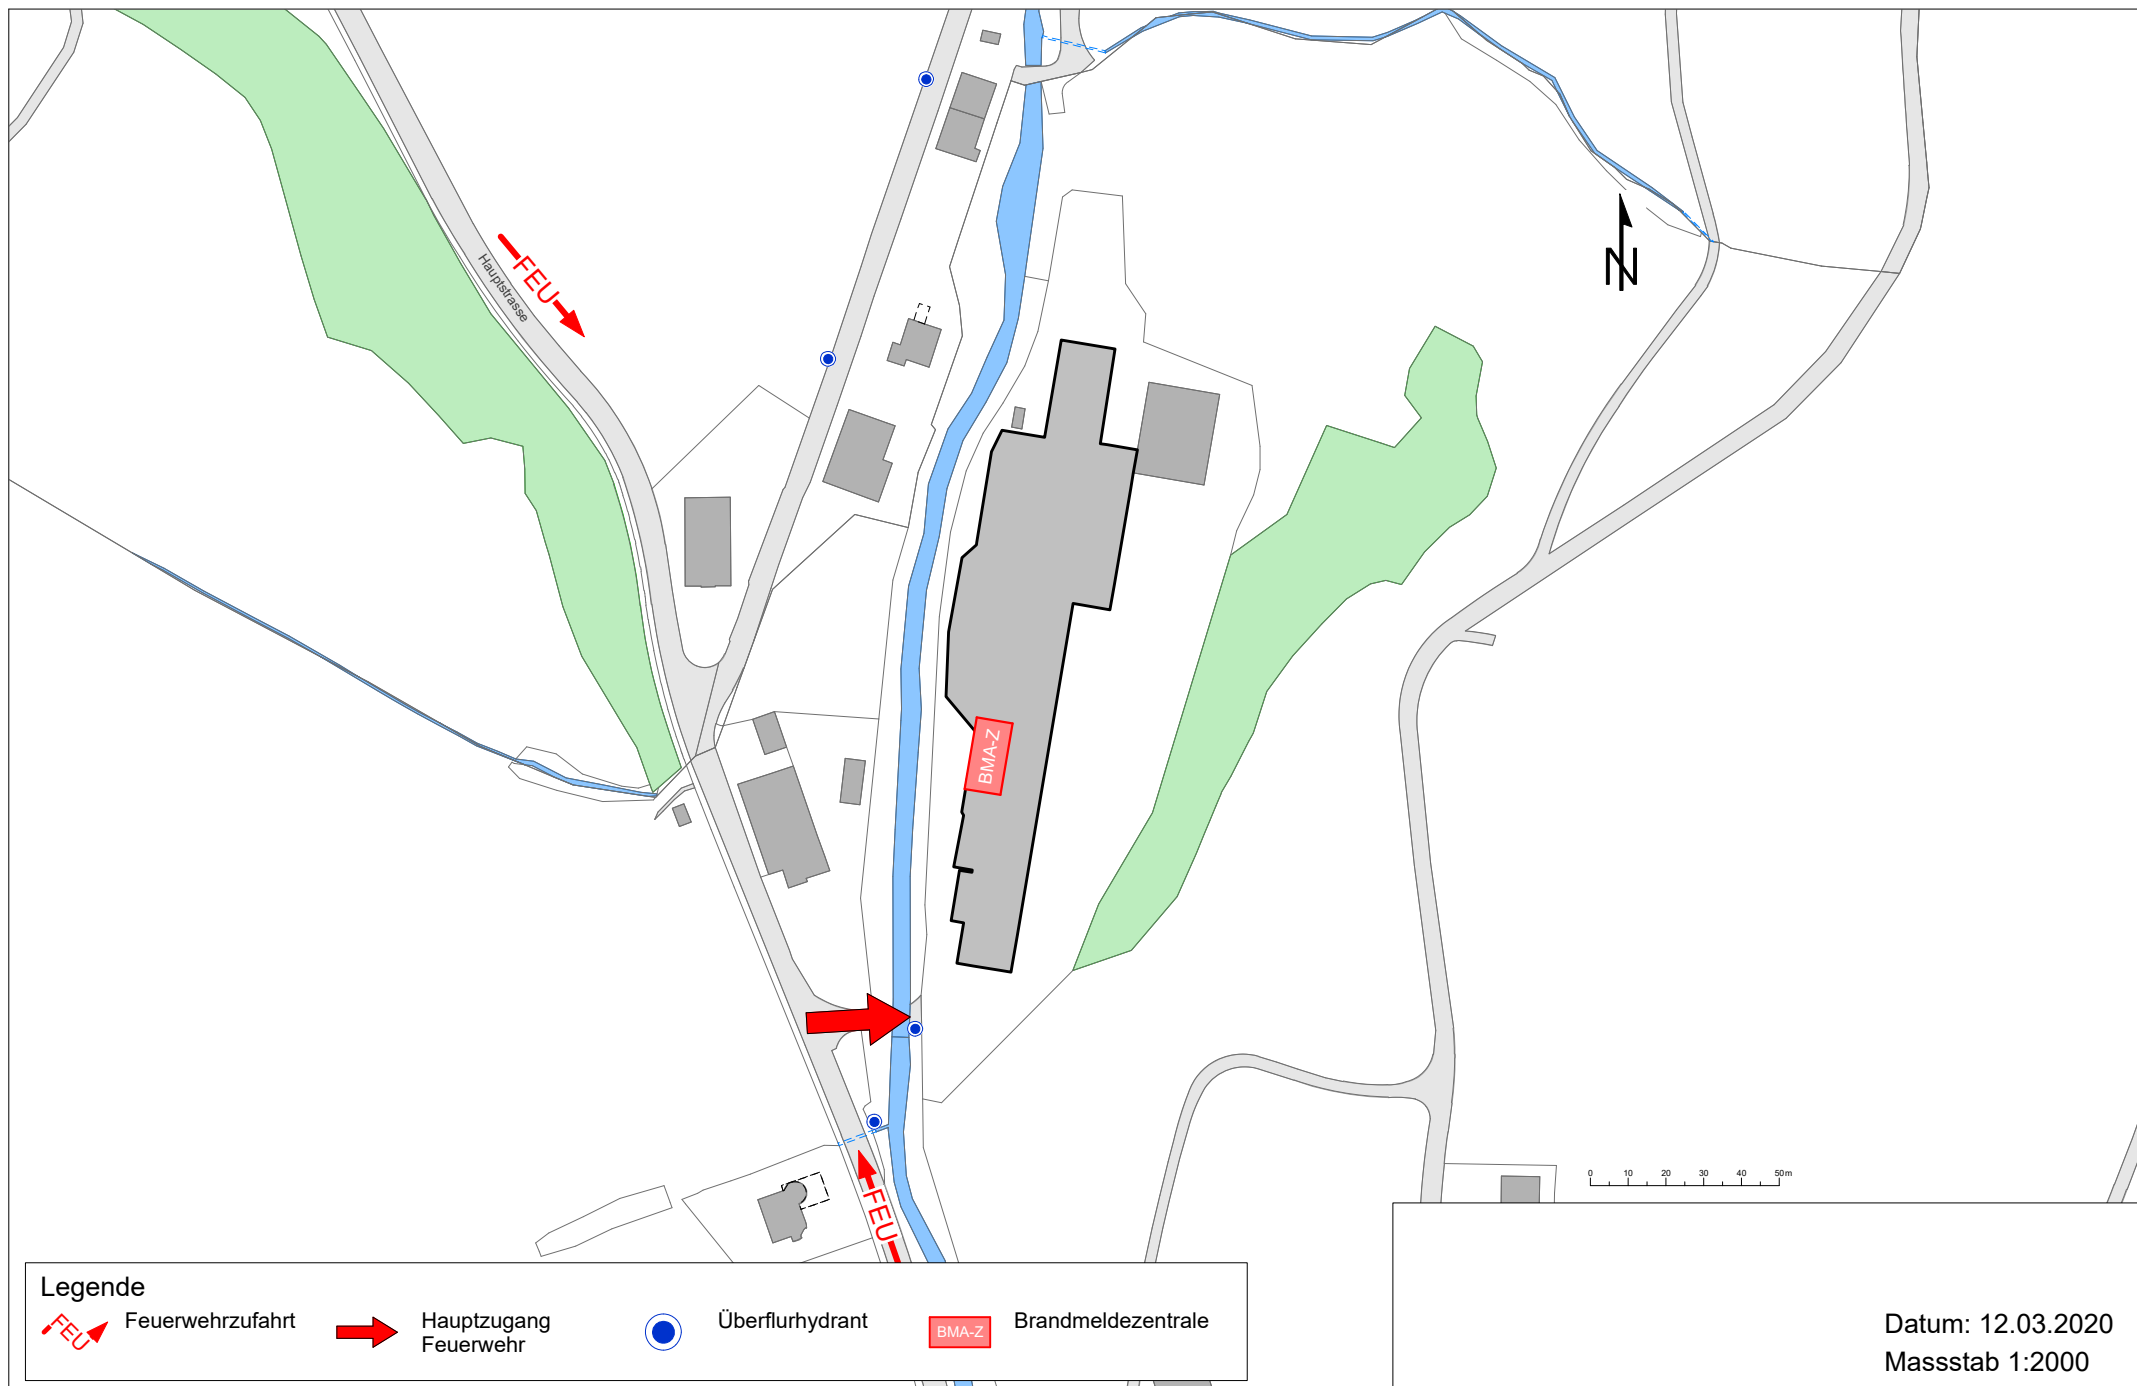 FEU
Hauptstrasse
N
BMA-Z
0 10 20 30 40 50m
FEU
Legende
FEU Feuerwehrzufahrt
Hauptzugang
Feuerwehr
Überflurhydrant
BMA-Z Brandmeldezentrale
Datum: 12.03.2020
Massstab 1:2000